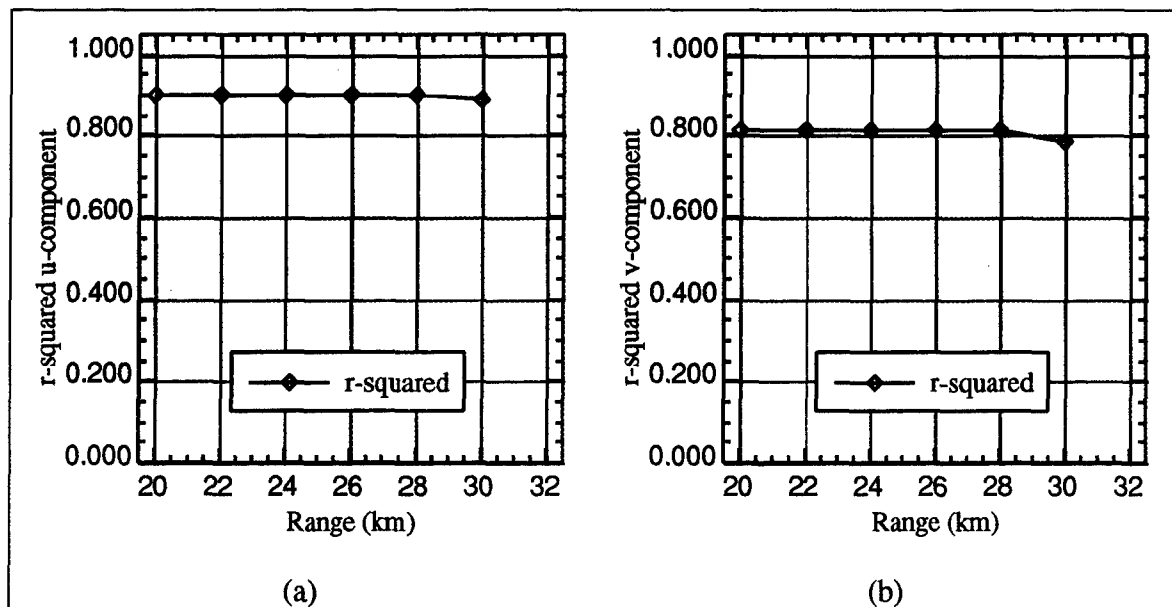 1.000
0.800
0.600
0.400
0.200
0.000
r-squared u-component
r-squared
20 22 24 26 28 30 32
Range (km)
(a)
1.000
0.800
0.600
0.400
0.200
0.000
r-squared v-component
r-squared
20 22 24 26 28 30 32
Range (km)
(b)